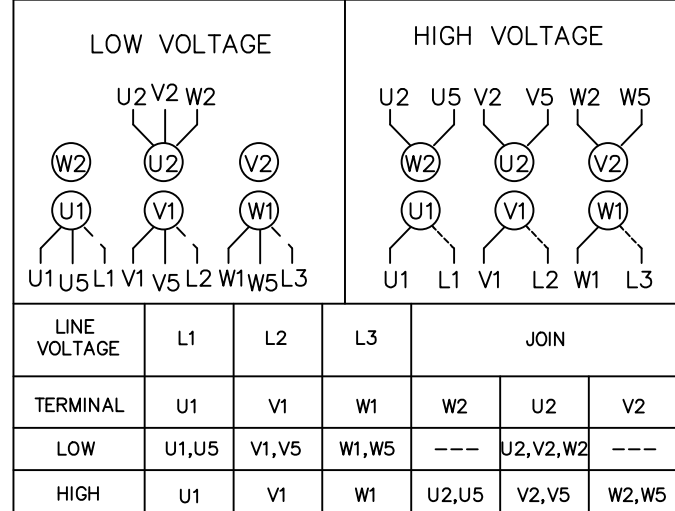 LOW VOLTAGE
U2 V2 W2
W2 U2 V2
U1 V1 W1
U1 U5 L1 V1 V5 L2 W1 W5 L3
HIGH VOLTAGE
U2 U5 V2 V5 W2 W5
W2 U2 V2
U1 V1 W1
U1 L1 V1 L2 W1 L3
LINE
VOLTAGE L1 L2 L3 JOIN
TERMINAL U1 V1 W1 W2 U2 V2
LOW U1,U5 V1,V5 W1,W5 --- U2,V2,W2 ---
HIGH U1 V1 W1 U2,U5 V2,V5 W2,W5